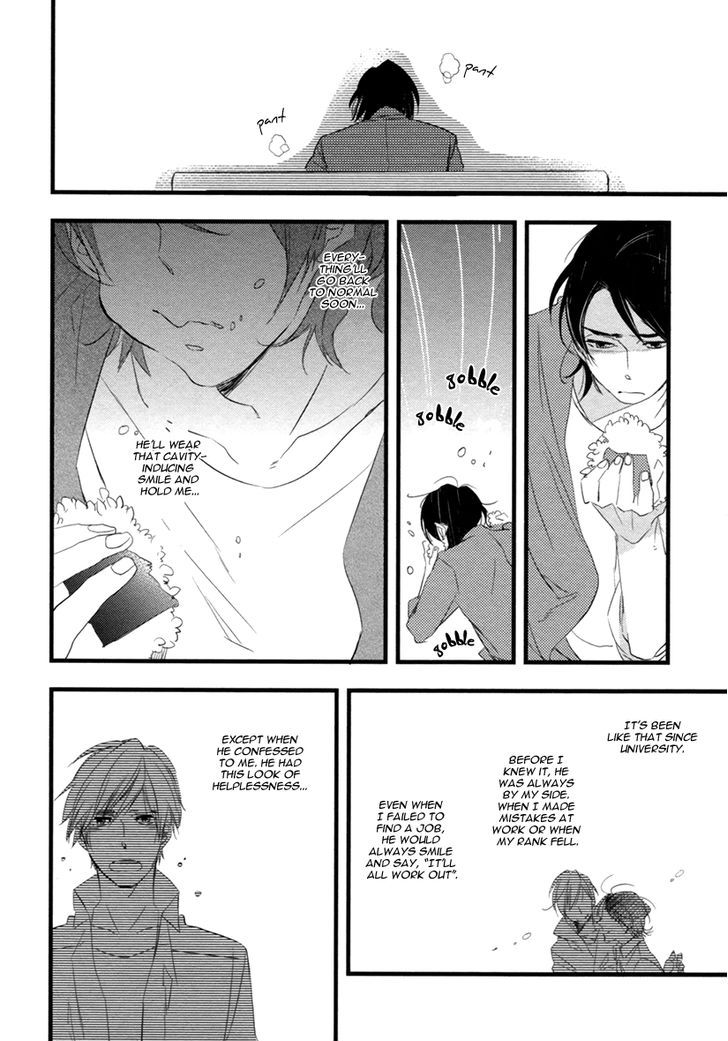 pant
pant
gobble
gobble
gobble
EVERY-
THING'LL
GO BACK
TO NORMAL
SOON...
HE'LL WEAR
THAT CAVITY-
INDUCING
SMILE AND
HOLD ME...
IT'S BEEN
LIKE THAT SINCE
UNIVERSITY.
BEFORE I
KNEW IT, HE
WAS ALWAYS
BY MY SIDE.
WHEN I MADE
MISTAKES AT
WORK OR WHEN
MY RANK FELL.
EVEN WHEN
I FAILED TO
FIND A JOB,
HE WOULD
ALWAYS SMILE
AND SAY, "IT'LL
ALL WORK OUT".
EXCEPT WHEN
HE CONFESSED
TO ME. HE HAD
THIS LOOK OF
HELPLESSNESS...